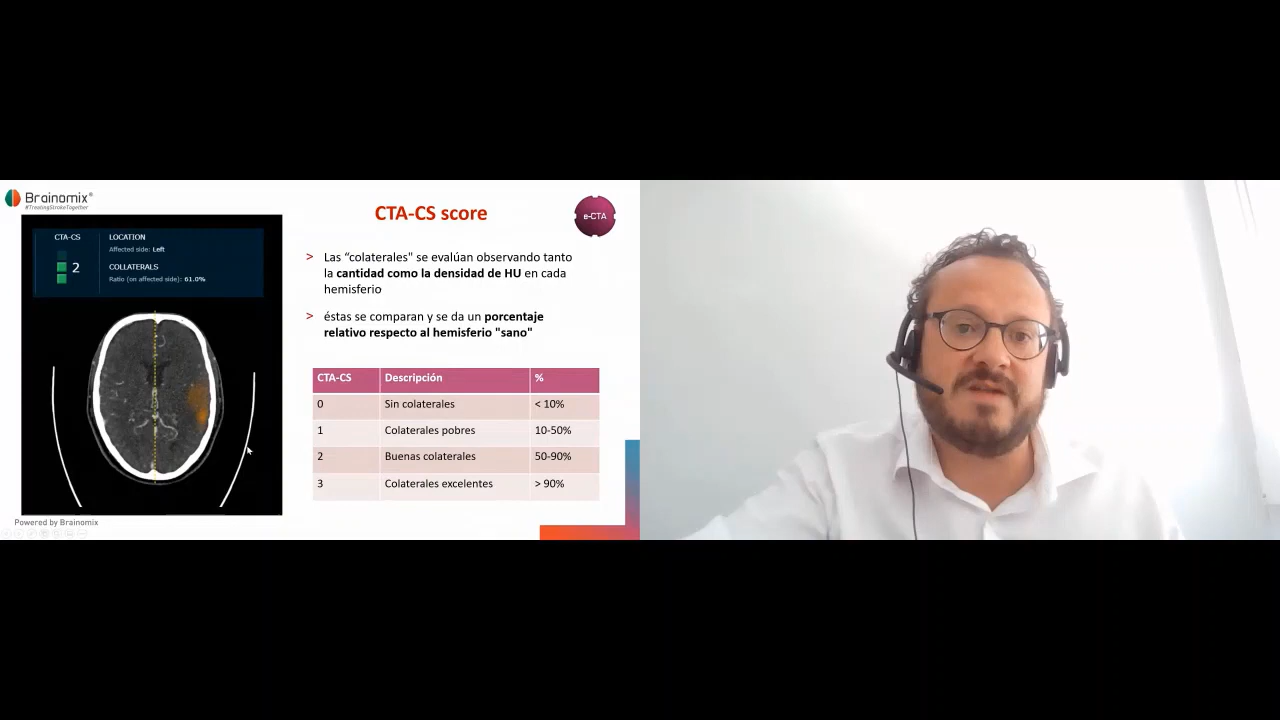 Brainomix®
#TreatingStrokeTogether
CTA-CS score
e-CTA
CTA-CS
2
LOCATION
Affected side: Left
COLLATERALS
Ratio (on affected side): 61.0%
> Las “colaterales" se evalúan observando tanto
la cantidad como la densidad de HU en cada
hemisferio
> éstas se comparan y se da un porcentaje
relativo respecto al hemisferio "sano"
CTA-CS Descripción %
0 Sin colaterales < 10%
1 Colaterales pobres 10-50%
2 Buenas colaterales 50-90%
3 Colaterales excelentes > 90%
Powered by Brainomix